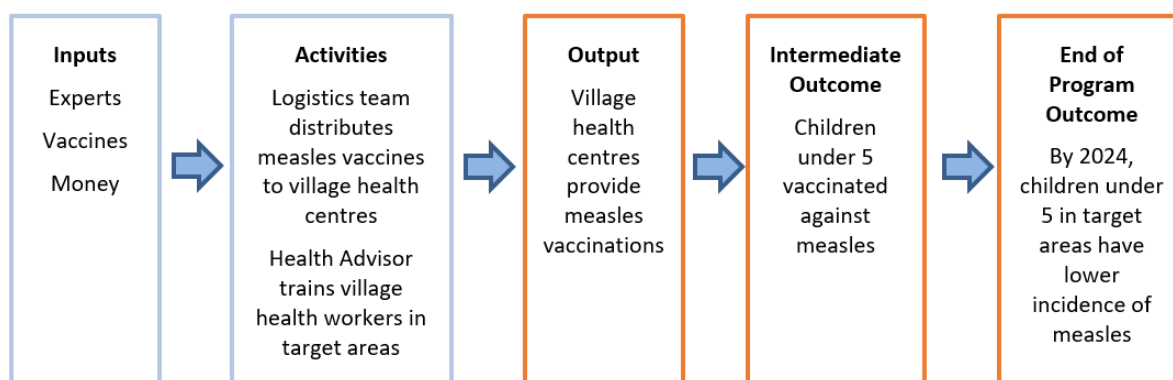 Inputs
Experts
Vaccines
Money
Activities
Logistics team
distributes
measles vaccines
to village health
centres
Health Advisor
trains village
health workers in
target areas
Output
Village
health
centres
provide
measles
vaccinations
Intermediate
Outcome
Children
under 5
vaccinated
against
measles
End of
Program
Outcome
By 2024,
children under
5 in target
areas have
lower
incidence of
measles